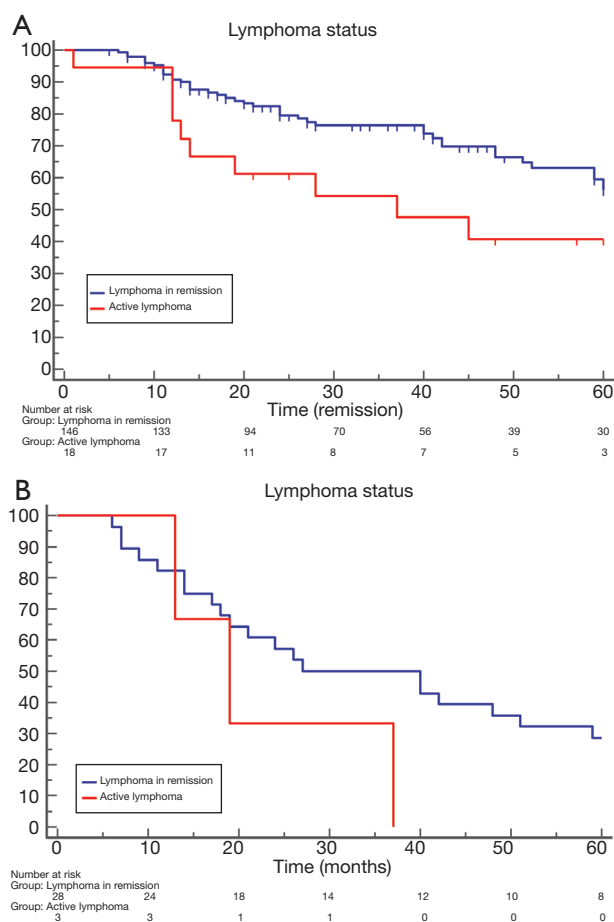 A
Lymphoma status
100
90
80
70
60
50
40
30
20
10
0
Lymphoma in remission
Active lymphoma
0 10 20 30 40 50 60
Time (remission)
Number at risk
Group: Lymphoma in remission
146 133 94 70 56 39 30
Group: Active lymphoma
18 17 11 8 7 5 3
B
Lymphoma status
100
90
80
70
60
50
40
30
20
10
0
Lymphoma in remission
Active lymphoma
0 10 20 30 40 50 60
Time (months)
Number at risk
Group: Lymphoma in remission
28 24 18 14 12 10 8
Group: Active lymphoma
3 3 1 1 0 0 0